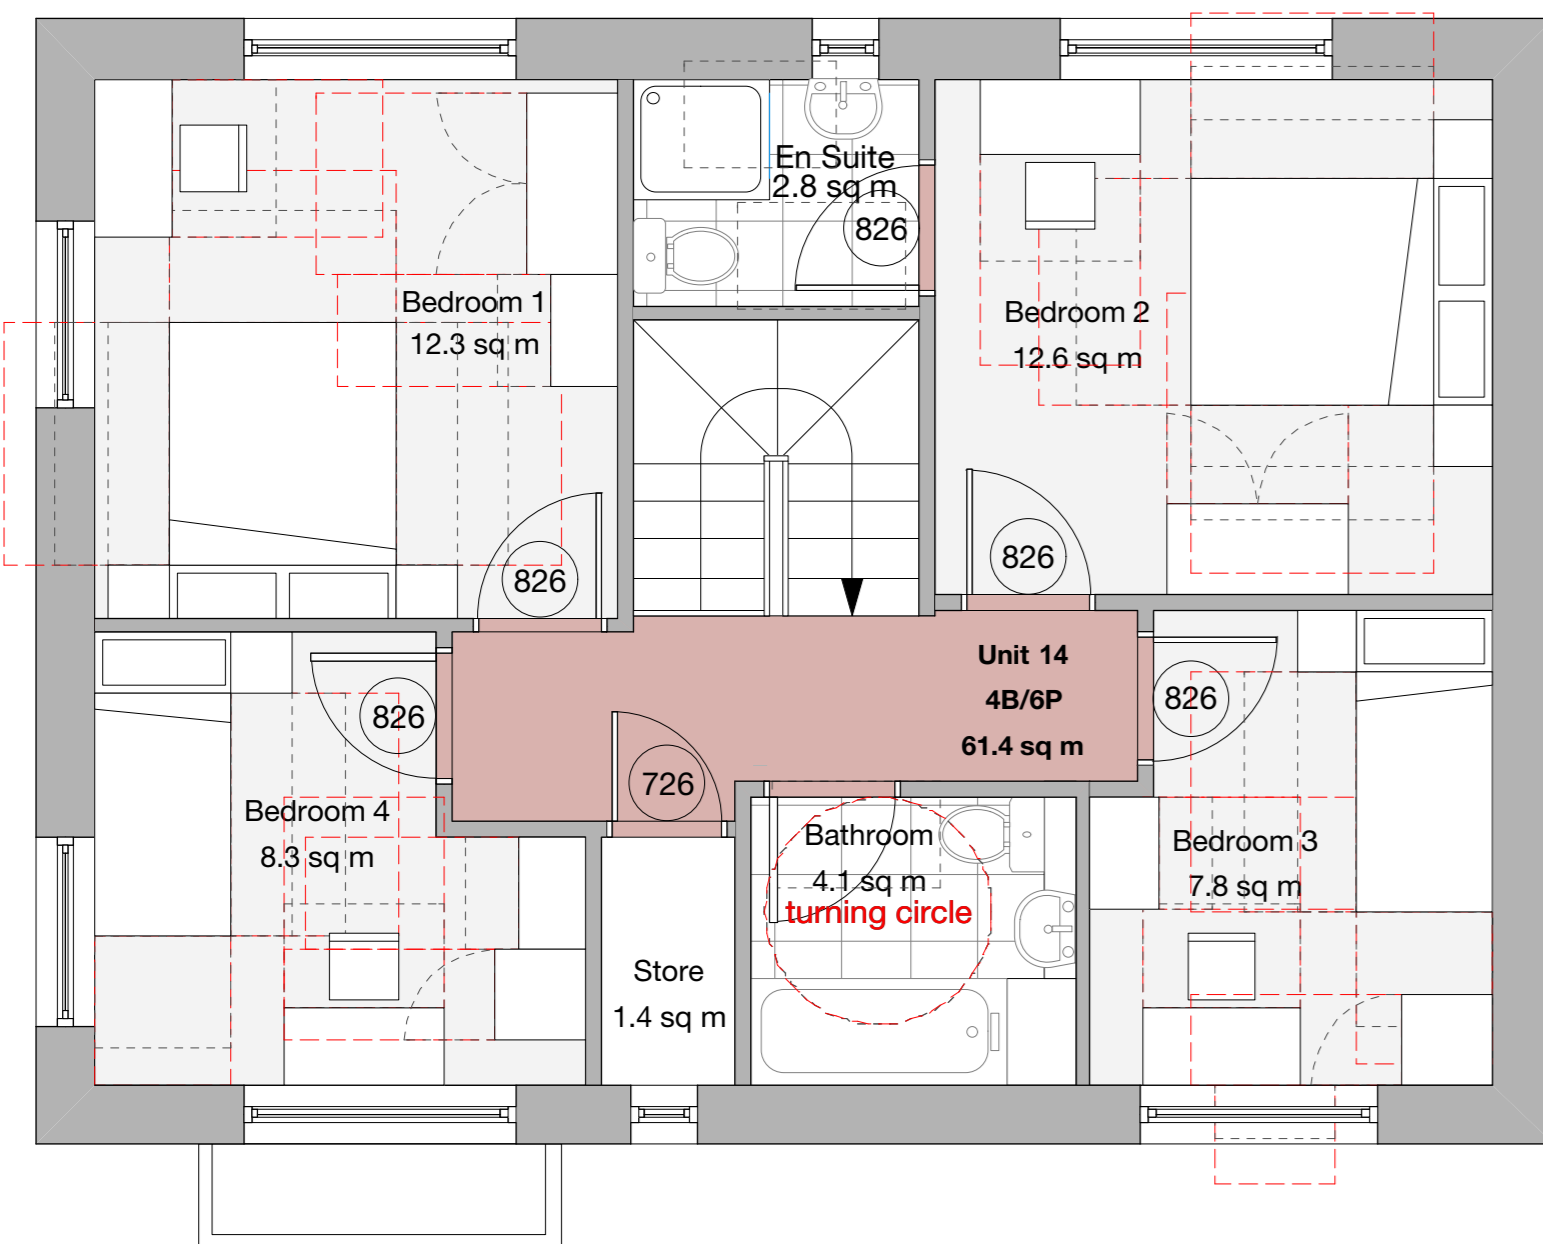 En Suite
2.8 sq m
826
Bedroom 1
12.3 sq m
Bedroom 2
12.6 sq m
826
826
Unit 14
4B/6P
61.4 sq m
826
826
726
Bedroom 4
8.3 sq m
Bathroom
4.1 sq m
turning circle
Bedroom 3
7.8 sq m
Store
1.4 sq m